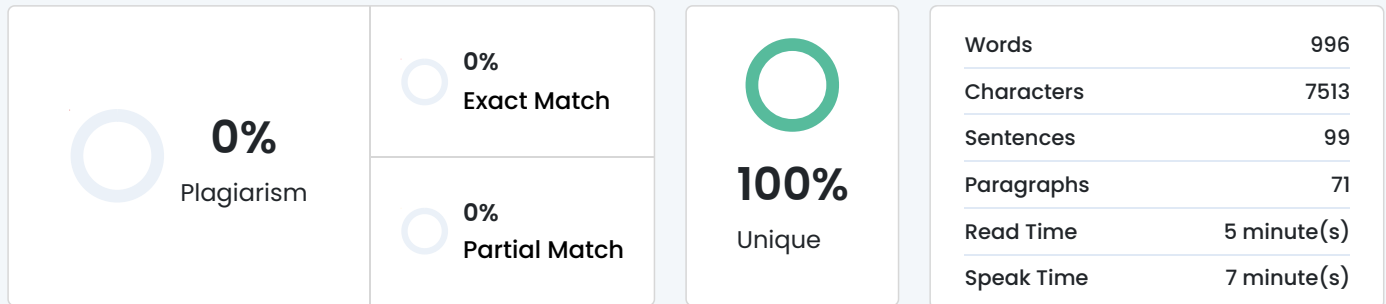 0%
Plagiarism
0%
Exact Match
0%
Partial Match
100%
Unique
Words 996
Characters 7513
Sentences 99
Paragraphs 71
Read Time 5 minute(s)
Speak Time 7 minute(s)